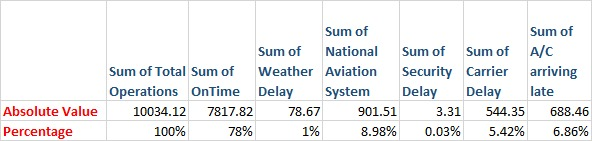 Sum of Total Operations Sum of OnTime Sum of Weather Delay Sum of National Aviation System Sum of Security Delay Sum of Carrier Delay Sum of A/C arriving late
Absolute Value 10034.12 7817.82 78.67 901.51 3.31 544.35 688.46
Percentage 100% 78% 1% 8.98% 0.03% 5.42% 6.86%